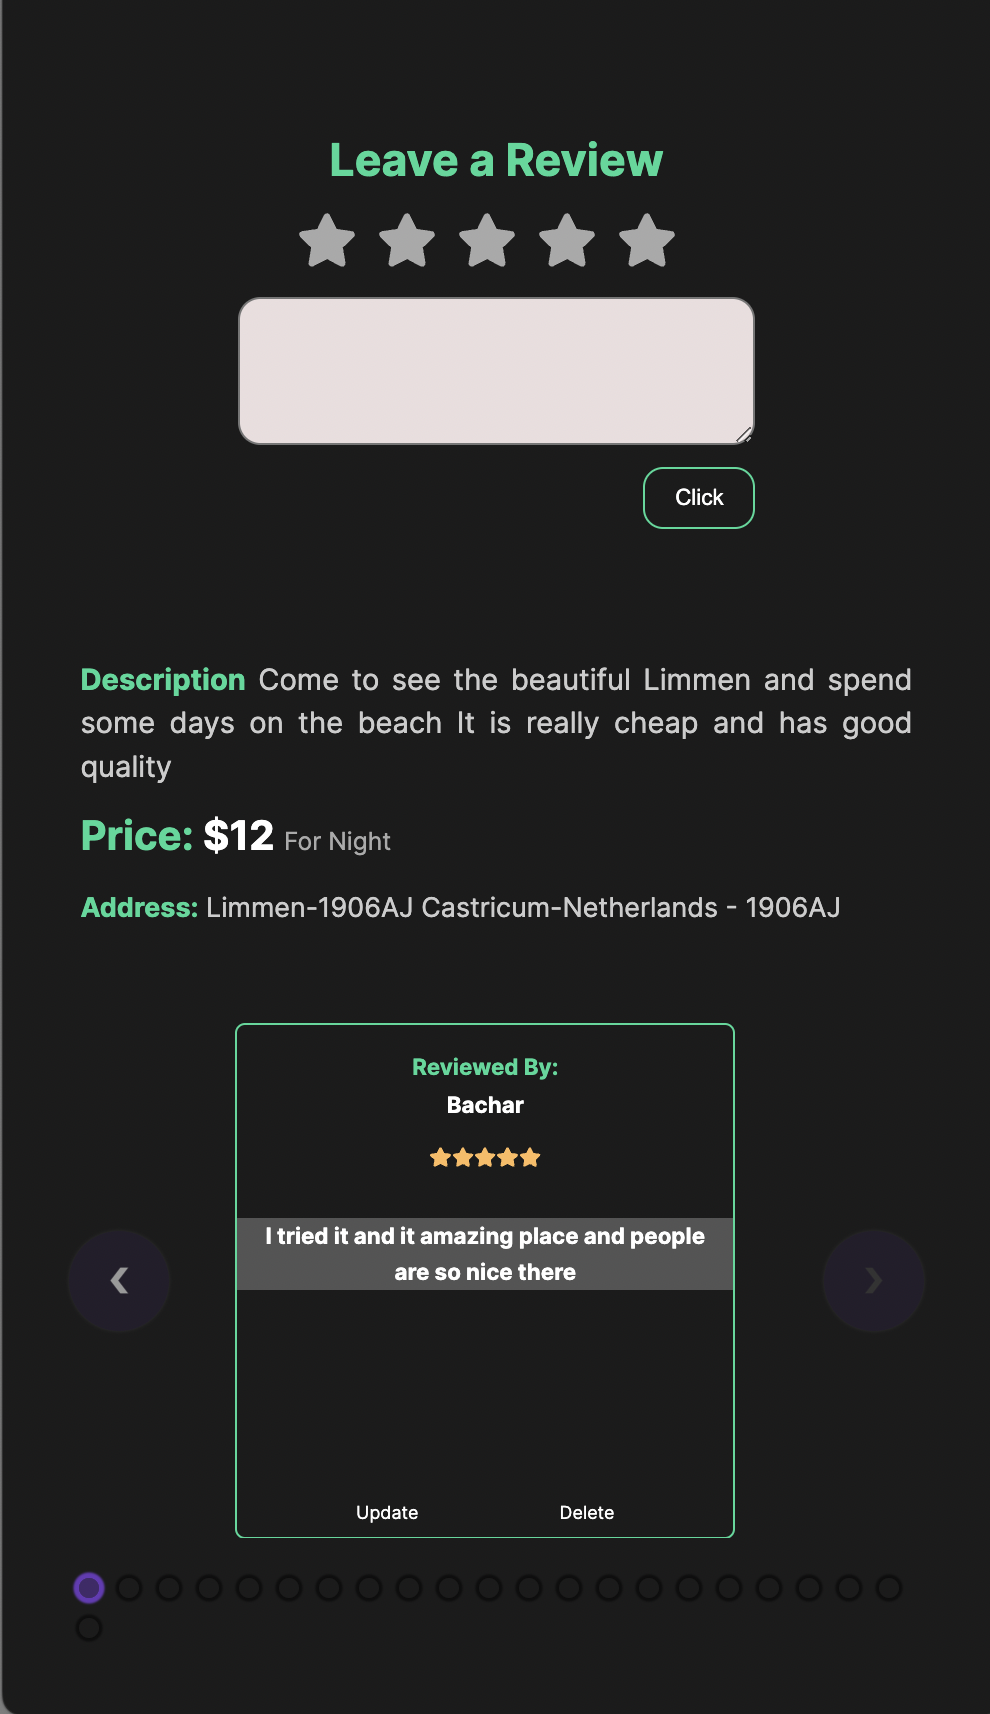 Leave a Review
Click
Description Come to see the beautiful Limmen and spend
some days on the beach It is really cheap and has good
quality
Price: $12 For Night
Address: Limmen-1906AJ Castricum-Netherlands - 1906AJ
Reviewed By:
Bachar
I tried it and it amazing place and people
are so nice there
Update Delete